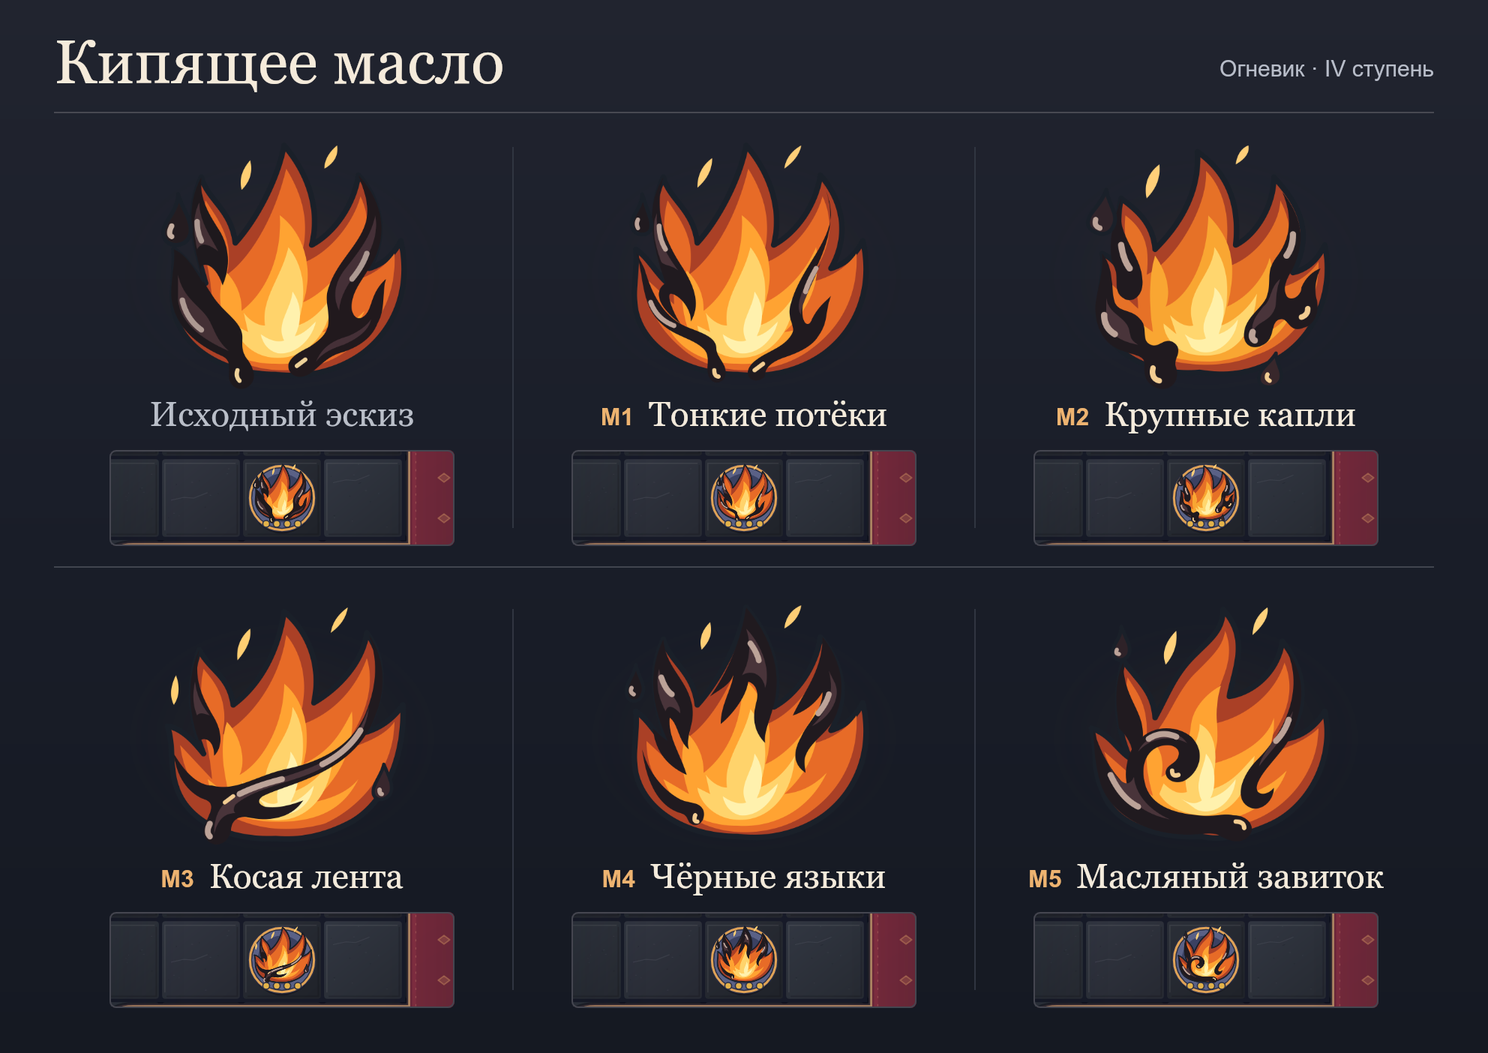 Кипящее масло
Огневик · IV ступень
Исходный эскиз
M1 Тонкие потёки
M2 Крупные капли
M3 Косая лента
M4 Чёрные языки
M5 Масляный завиток